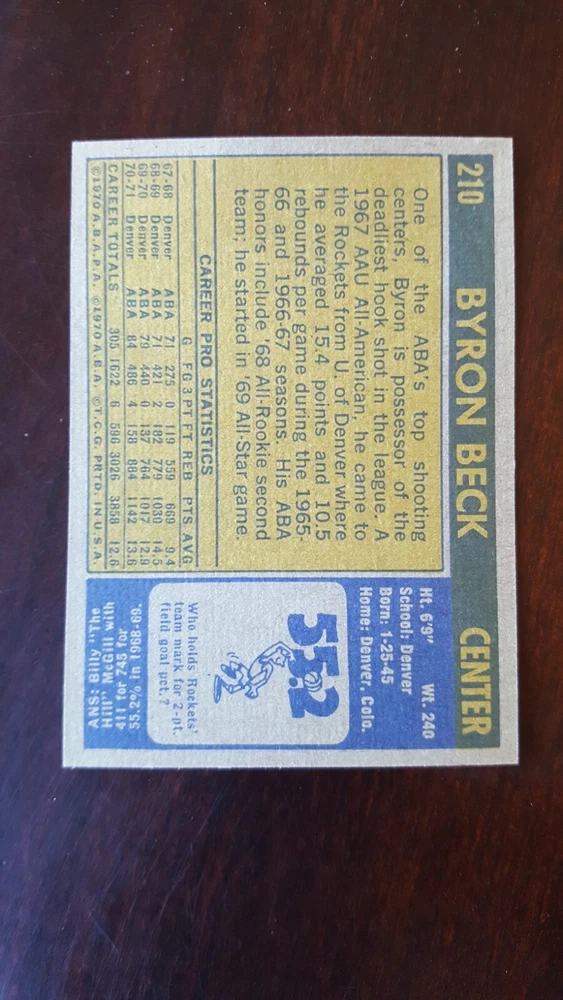 210 BYRON BECK CENTER
One of the ABA's top shooting
centers, Byron is possessor of the
deadliest hook shot in the league. A
1967 AAU All-American, he came to
the Rockets from U. of Denver where
he averaged 15.4 points and 10.5
rebounds per game during the 1965-
66 and 1966-67 seasons. His ABA
honors include '68 All-Rookie second
team; he started in '69 All-Star game.
CAREER PRO STATISTICS
G FG 3PT FT REB PTS AVG
67-68 Denver ABA 71 275 0 119 559 669 9.4
68-69 Denver ABA 71 421 2 182 779 1030 14.5
69-70 Denver ABA 79 440 0 137 764 1017 12.9
70-71 Denver ABA 84 486 4 158 884 1142 13.6
CAREER TOTALS 305 1622 6 596 3026 3858 12.6
©1970 A.B.A.P.A. ©1970 A.B.A. ©T.C.G. PRTD. IN U.S.A.
Ht. 6'9" Wt. 240
School: Denver
Born: 1-25-45
Home: Denver, Colo.
55.2
Who holds Rockets'
team mark for 2-pt.
field goal pct.?
ANS: Billy "The
Hill" McGill with
411 for 745 for
55.2% in 1968-69.